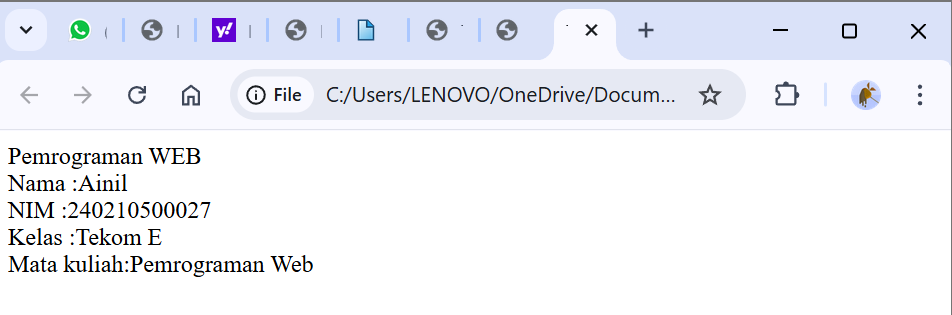 File C:/Users/LENOVO/OneDrive/Docum...
Pemrograman WEB
Nama :Ainil
NIM :240210500027
Kelas :Tekom E
Mata kuliah:Pemrograman Web